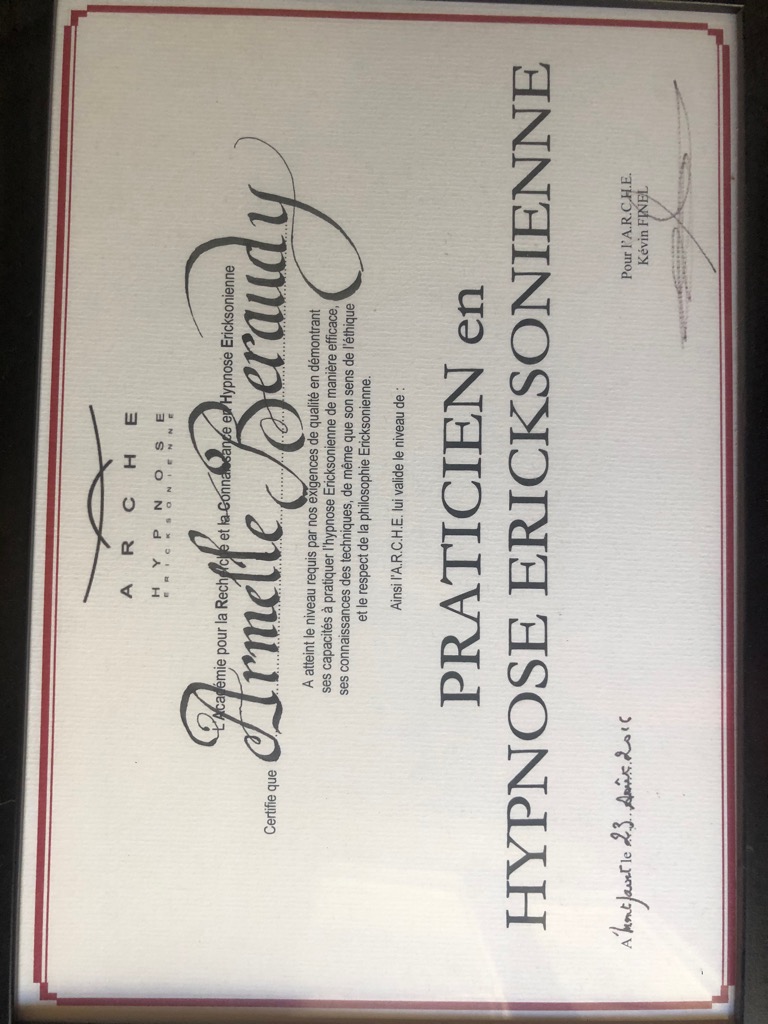 ARCHE
HYPNOSE
ERICKSONIENNE
L'Académie pour la Recherche et la Connaissance en Hypnose Ericksonienne
Certifie que Armelle Beraudy
A atteint le niveau requis par nos exigences de qualité en démontrant
ses capacités à pratiquer l'hypnose Ericksonienne de manière efficace,
ses connaissances des techniques, de même que son sens de l'éthique
et le respect de la philosophie Ericksonienne.
Ainsi l'A.R.C.H.E. lui valide le niveau de :
PRATICIEN en
HYPNOSE ERICKSONIENNE
Pour l'A.R.C.H.E.
Kévin FINEL
A le 23